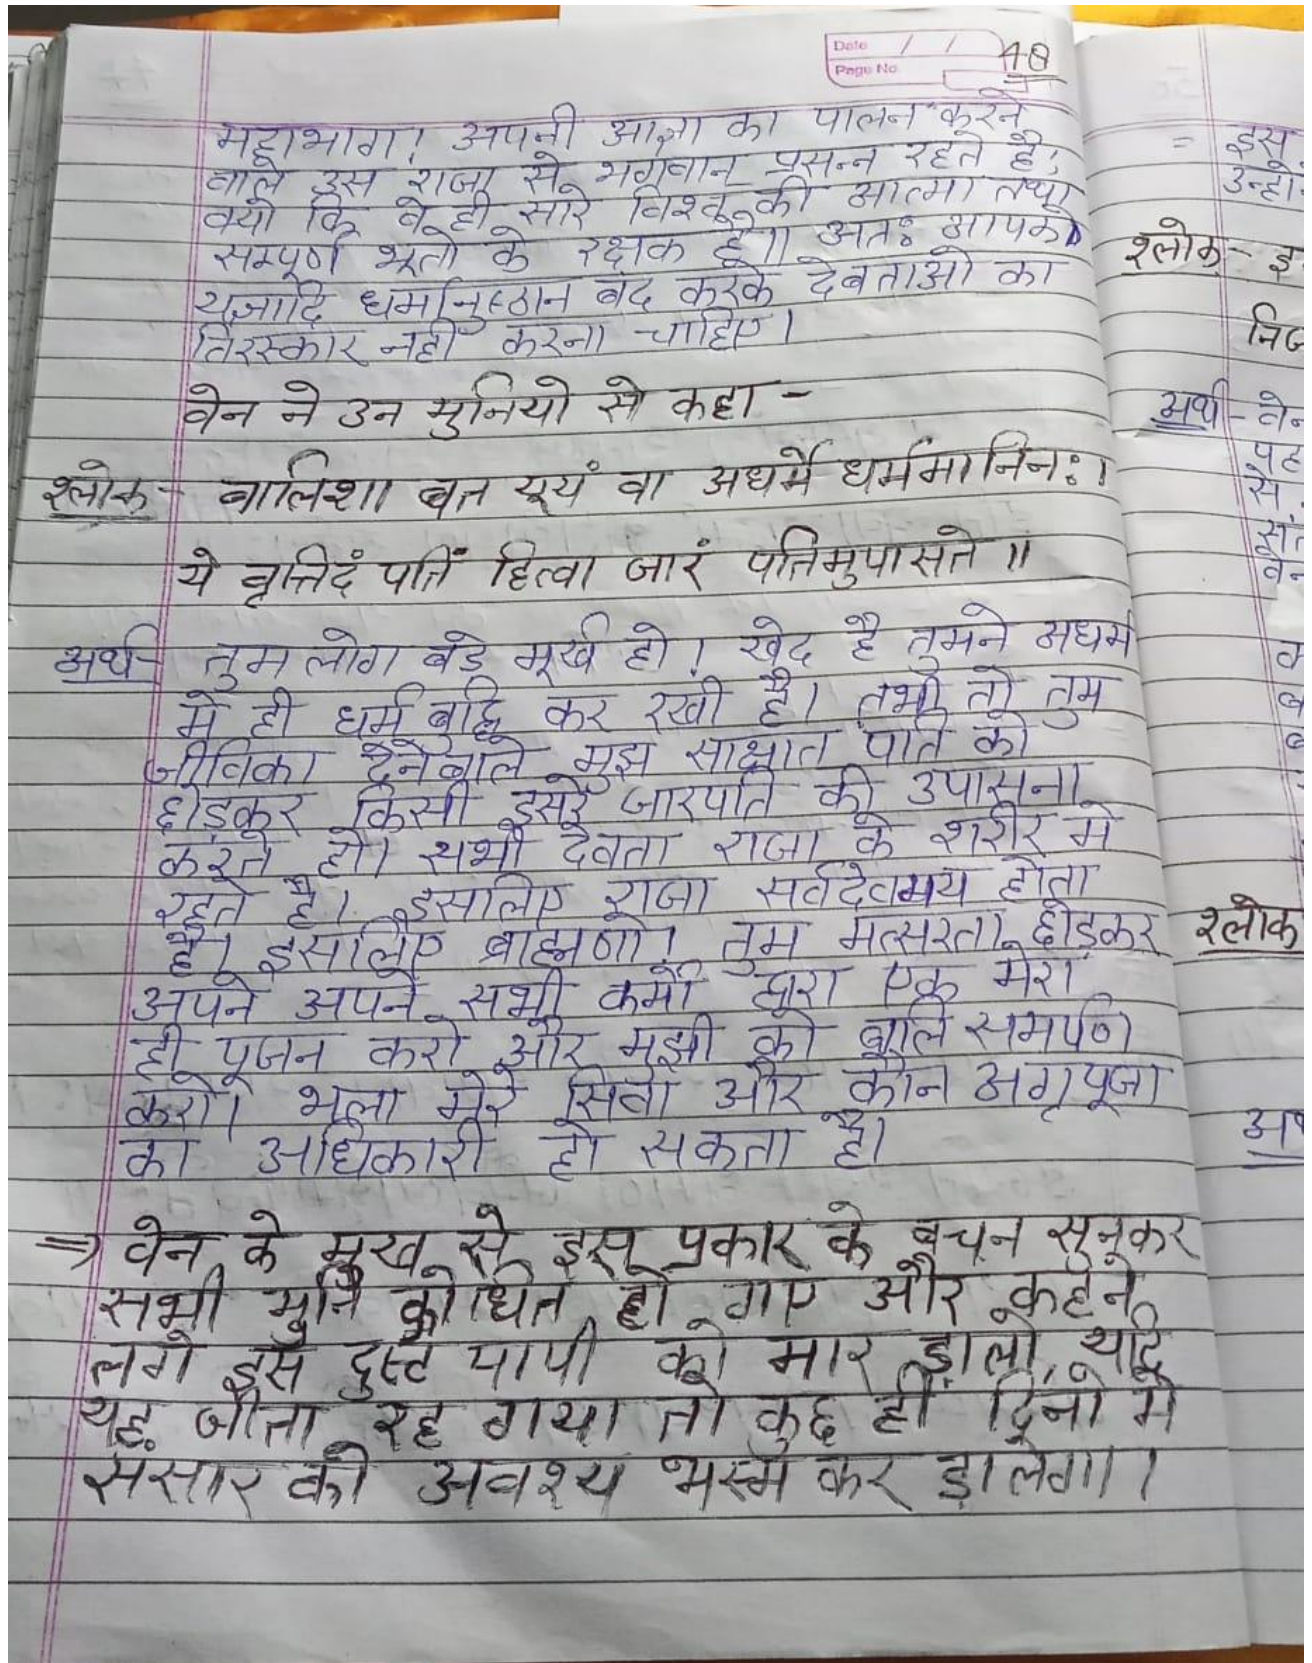 Date / / 48
Page No.
महाभाग! अपनी आज्ञा का पालन करने
वाले उस राजा से भगवान प्रसन्न रहते है;
क्यो कि वे ही सारे विश्व की आत्मा तथा
सम्पूर्ण भूतो के रक्षक है॥ अतः आपको
यज्ञादि धर्मानुष्ठान बंद करके देवताओ का
तिरस्कार नही करना चाहिए।
वेन ने उन मुनियो से कहा -
श्लोक - बालिशा बत यूयं वा अधर्मे धर्ममानिनः।
ये वृत्तिदं पतिं हित्वा जारं पतिमुपासते॥
अर्थ - तुम लोग बडे मूर्ख हो! खेद है तुमने अधर्म
मे ही धर्म बुद्धि कर रखी है। तभी तो तुम
जीविका देनेवाले मुझ साक्षात पति को
छोड़कर किसी दुसरे जारपति की उपासना
करते हो। सभी देवता राजा के शरीर मे
रहते है। इसलिए राजा सर्वदेवमय होता
है। इसलिए ब्राह्मणो! तुम मत्सरता छोड़कर
अपने अपने सभी कर्मो द्वारा एक मेरा
ही पूजन करो और मुझी को बलि समर्पण
करो। भला मेरे सिवा और कौन अग्रपूजा
का अधिकारी हो सकता है।
⇒ वेन के मुख से इस प्रकार के बचन सुनकर
सभी मुनि क्रोधित हो गए और कहने
लगे इस दुस्ट पापी को मार ड़ालो, यदि
यह जीता रह गया तो कुछ ही दिनो मे
संसार को अवश्य भस्म कर ड़ालेगा।
= इस
श्लोक - इ
अर्थ - वेन
श्लोक